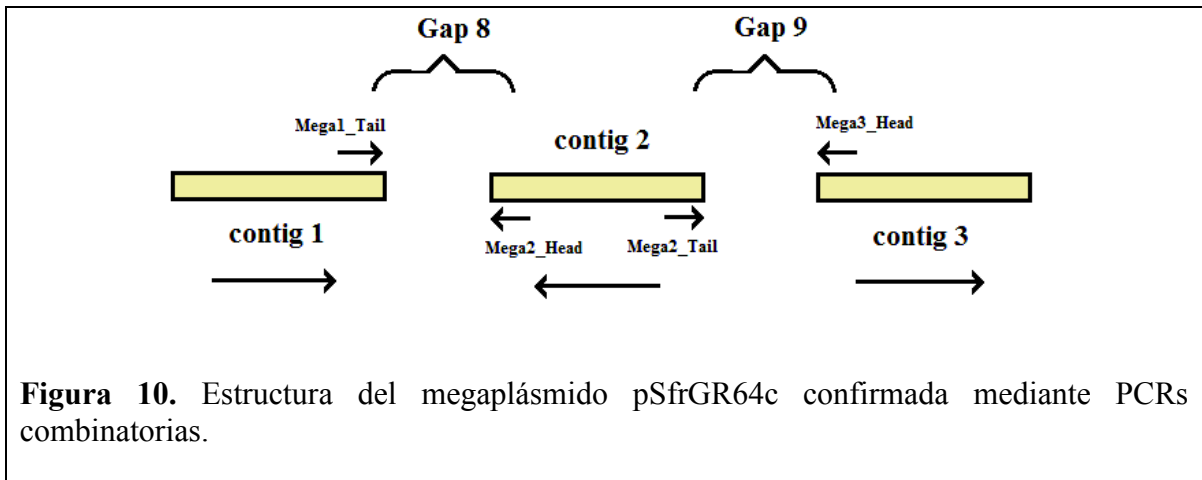 Gap 8
Gap 9
Mega1_Tail
Mega3_Head
contig 2
contig 1
Mega2_Head
Mega2_Tail
contig 3
Figura 10. Estructura del megaplásmido pSfrGR64c confirmada mediante PCRs
combinatorias.